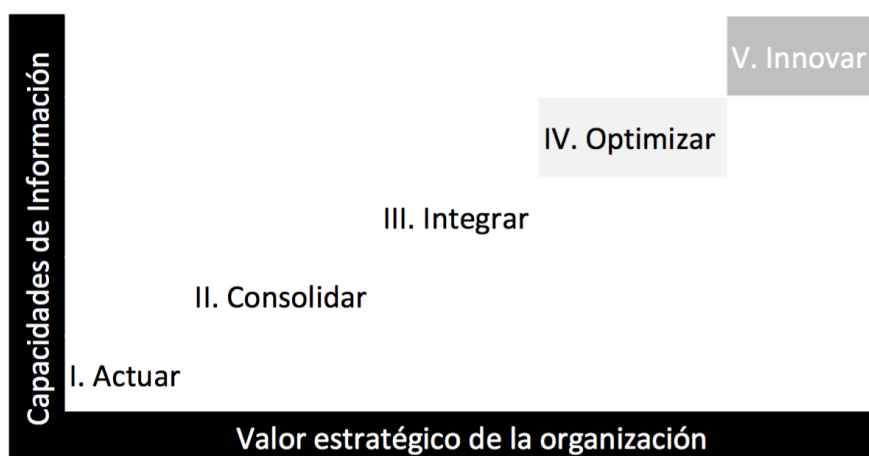 Capacidades de Información
V. Innovar
IV. Optimizar
III. Integrar
II. Consolidar
I. Actuar
Valor estratégico de la organización